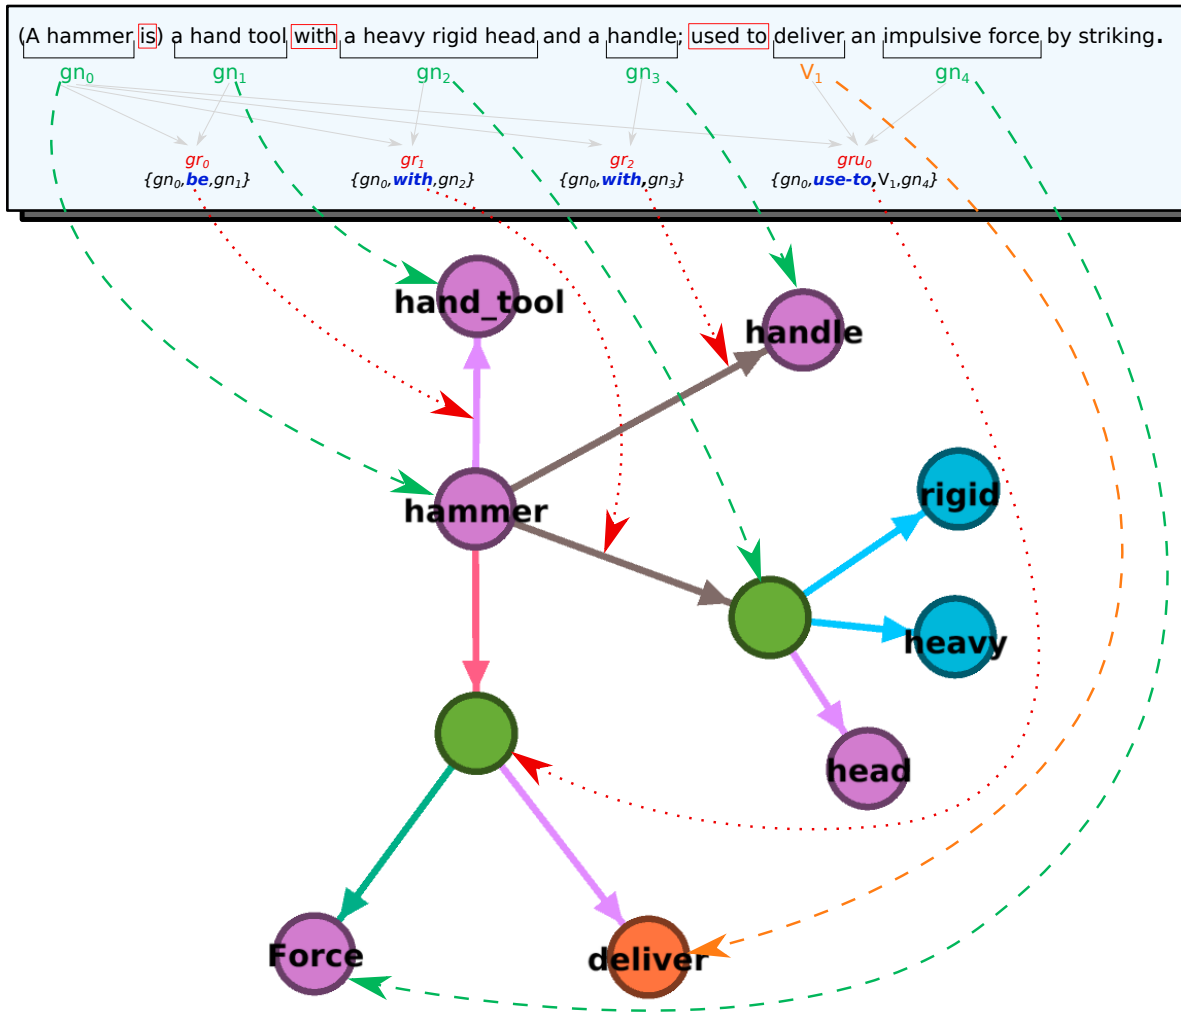 (A hammer is) a hand tool with a heavy rigid head and a handle; used to deliver an impulsive force by striking.
gn0 gn1 gn2 gn3 V1 gn4
gr0 gr1 gr2 gru0
{gn0,be,gn1} {gn0,with,gn2} {gn0,with,gn3} {gn0,use-to,V1,gn4}
hand_tool
handle
rigid
hammer
heavy
head
Force
deliver